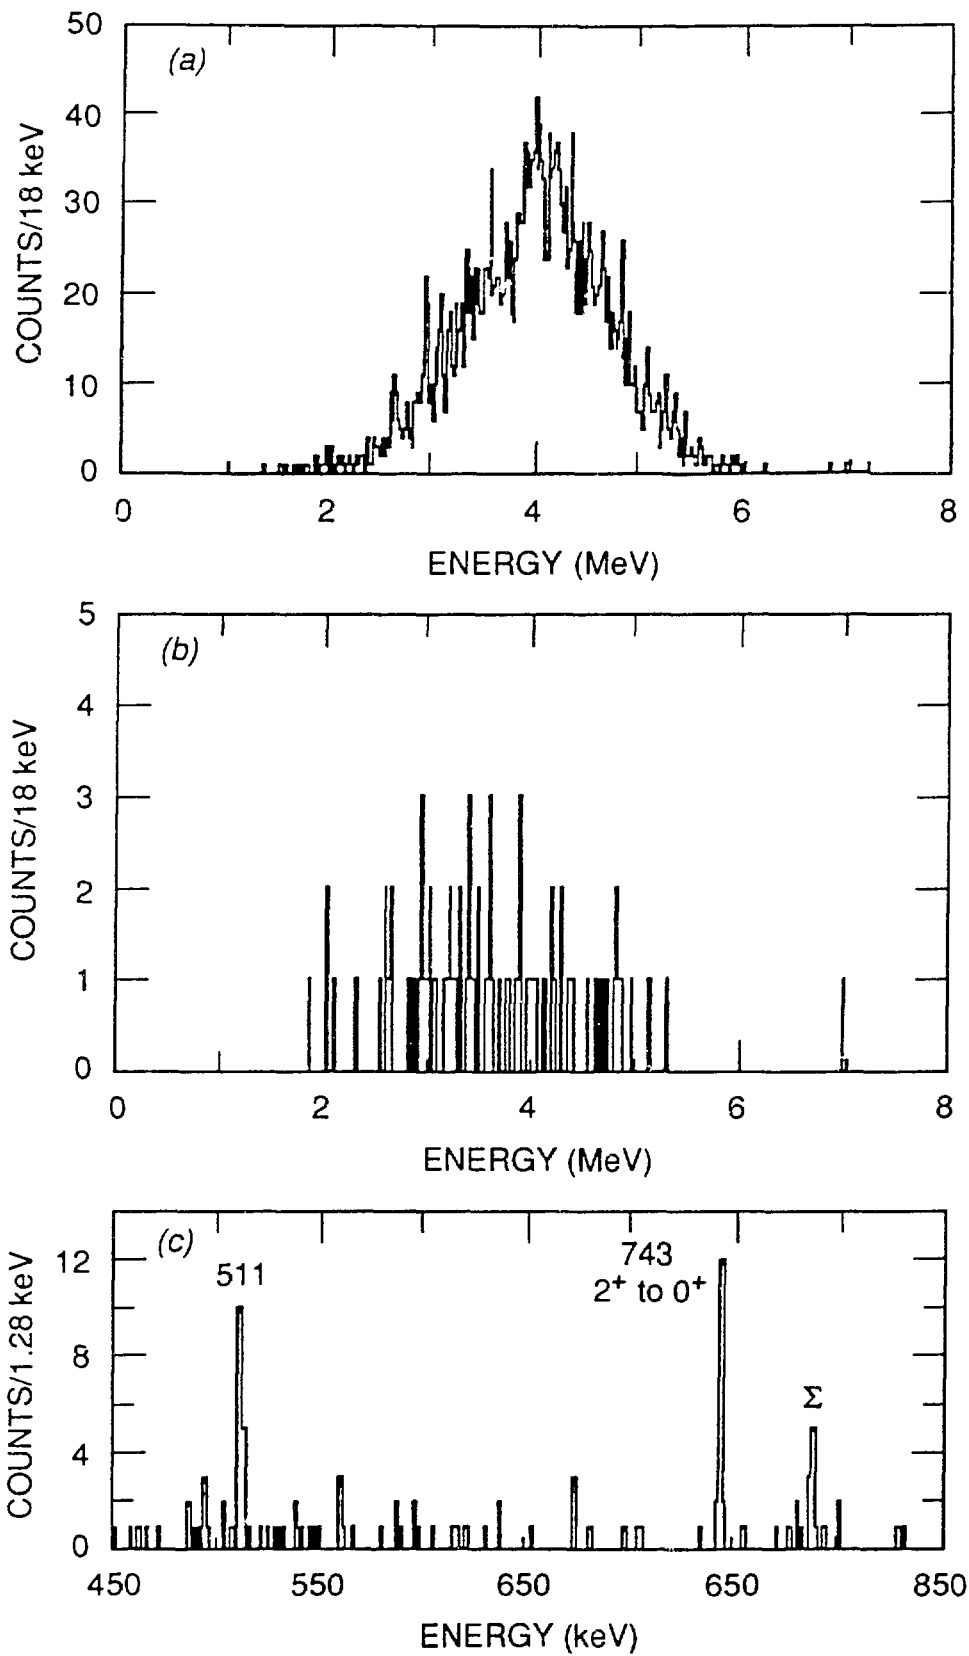 50
40
30
20
10
0
COUNTS/18 keV
(a)
0 2 4 6 8
ENERGY (MeV)
5
4
3
2
1
0
COUNTS/18 keV
(b)
0 2 4 6 8
ENERGY (MeV)
12
8
4
0
COUNTS/1.28 keV
(c)
511
743
2⁺ to 0⁺
Σ
450 550 650 650 850
ENERGY (keV)